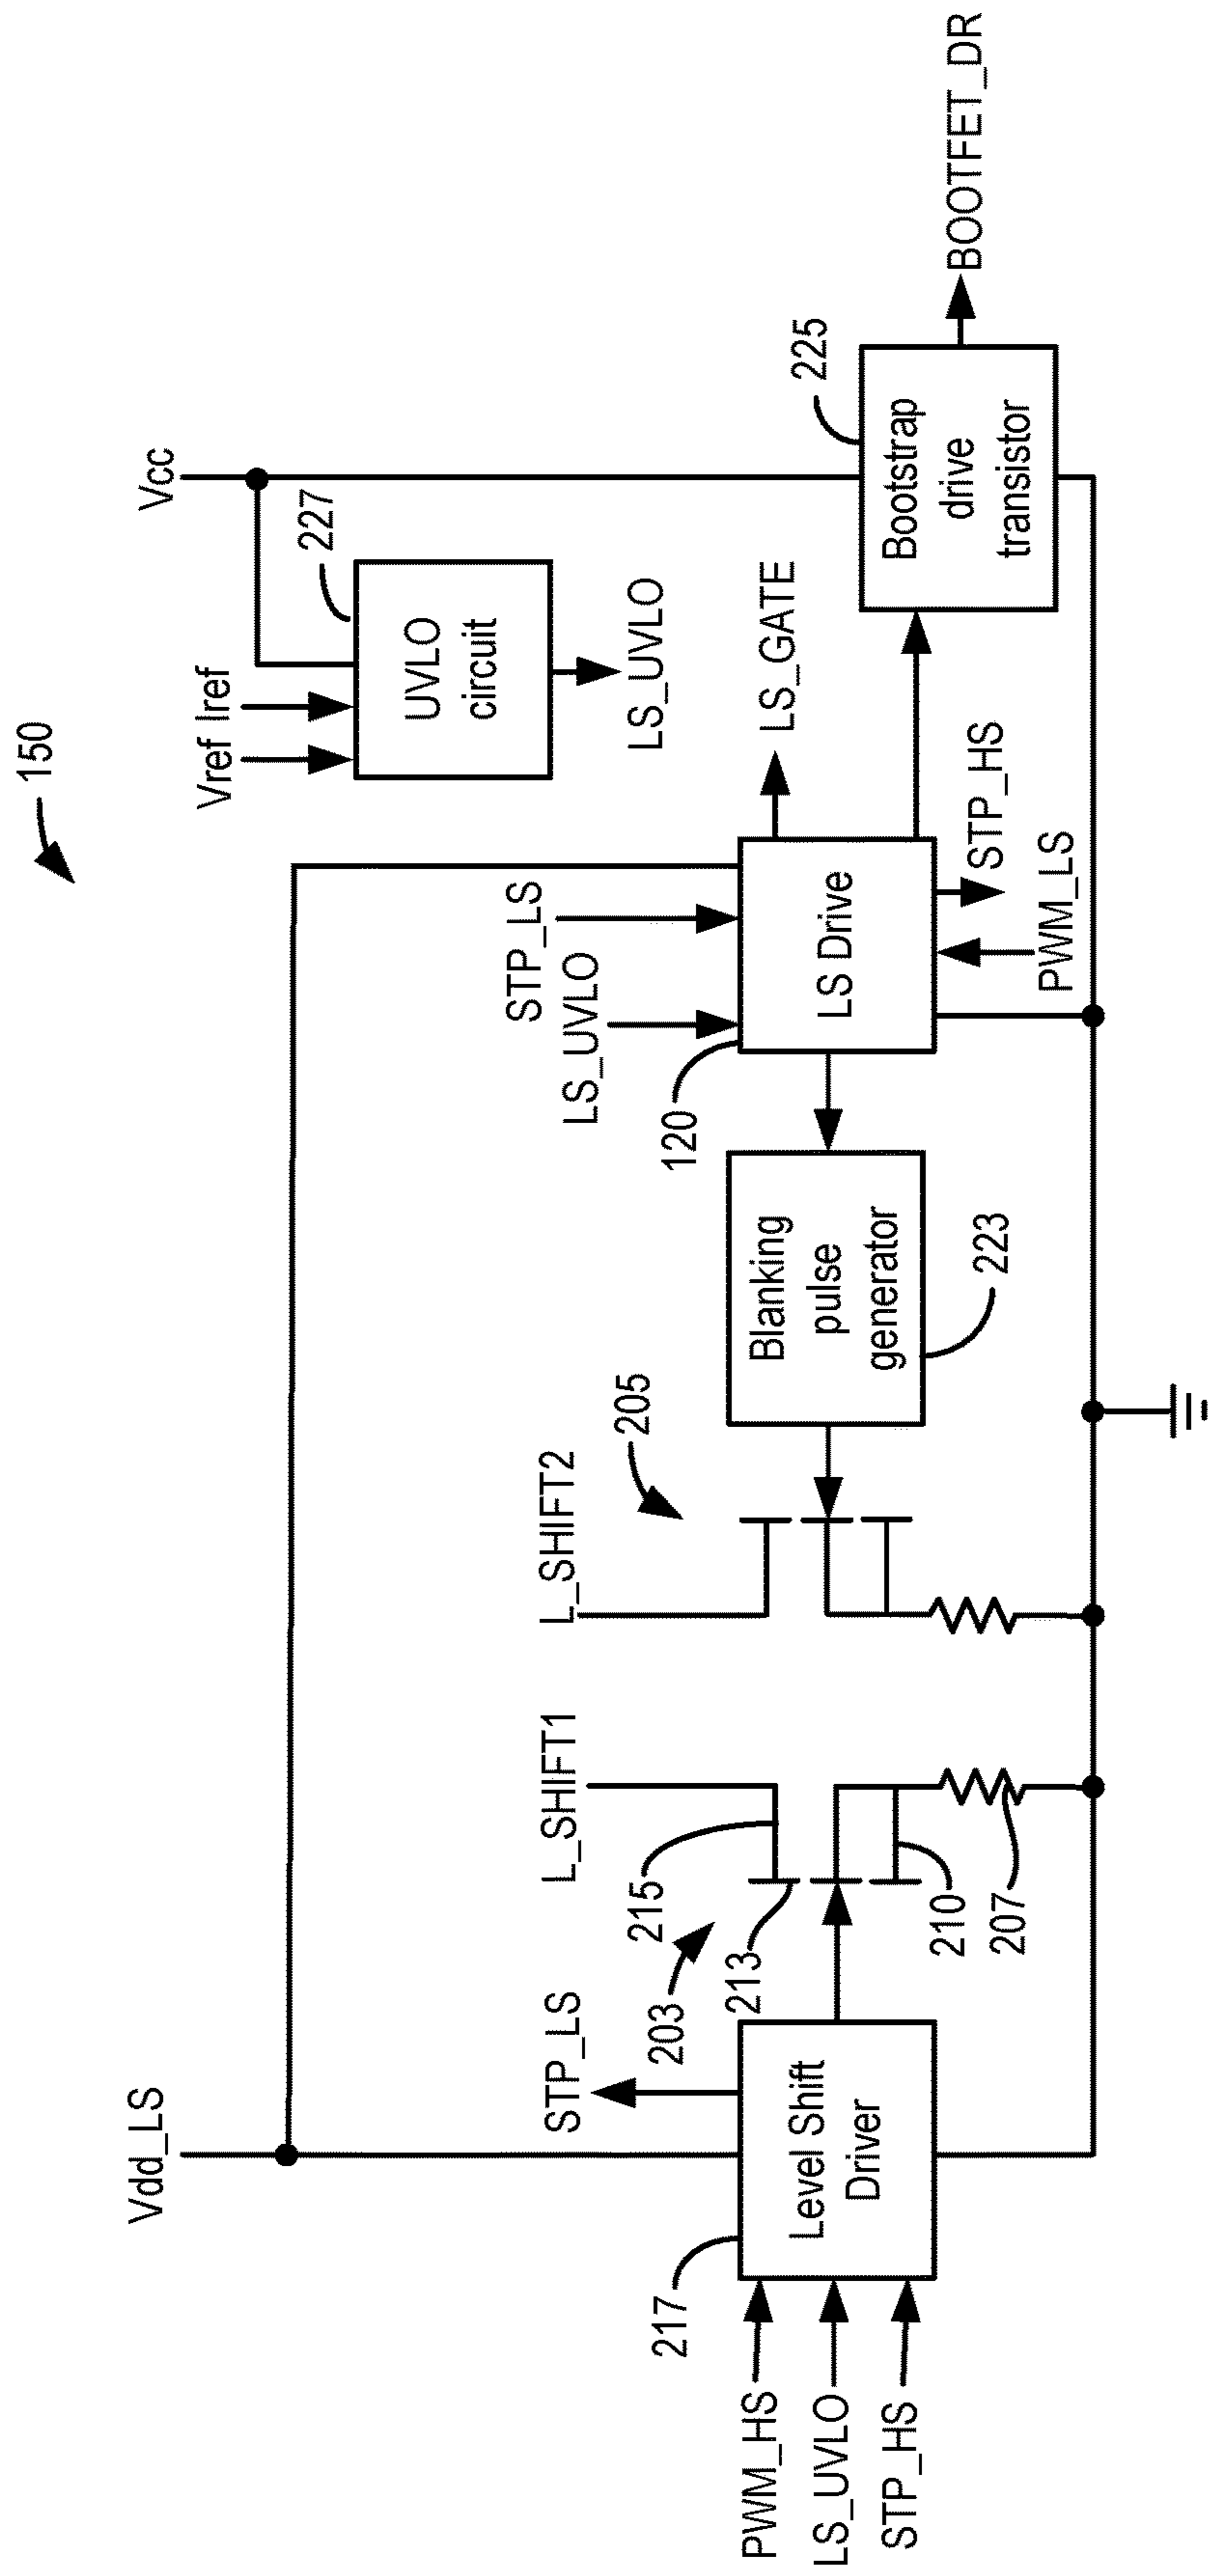 150
Vdd_LS
Vcc
Vref
Iref
227
UVLO
circuit
LS_UVLO
STP_LS
L_SHIFT1
L_SHIFT2
205
STP_LS
LS_UVLO
120
LS_GATE
225
217
203
215
213
PWM_HS
LS_UVLO
STP_HS
Level Shift
Driver
210
207
Blanking
pulse
generator
223
LS Drive
STP_HS
PWM_LS
Bootstrap
drive
transistor
BOOTFET_DR